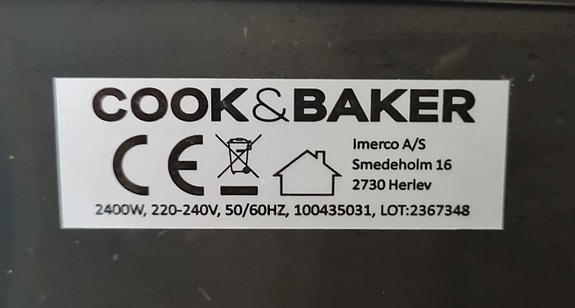 COOK&BAKER
CE
Imerco A/S
Smedeholm 16
2730 Herlev
2400W, 220-240V, 50/60HZ, 100435031, LOT:2367348